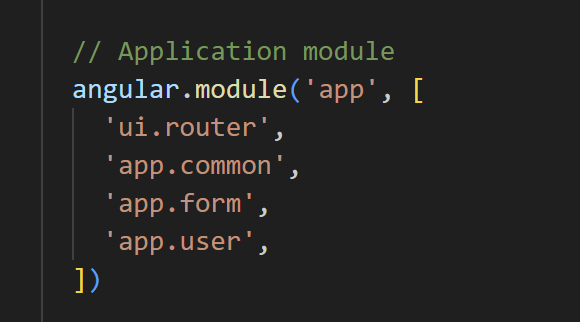 // Application module
angular.module('app', [
'ui.router',
'app.common',
'app.form',
'app.user',
])